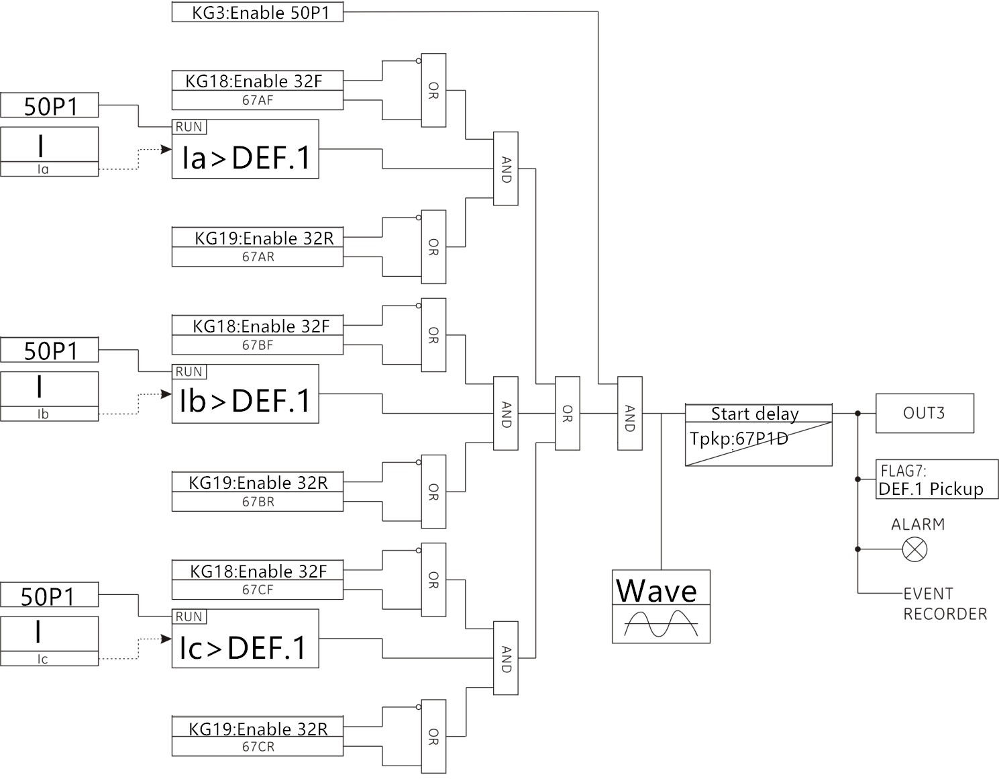 KG3:Enable 50P1
KG18:Enable 32F
67AF
OR
50P1
RUN
I
Ia
Ia>DEF.1
AND
KG19:Enable 32R
67AR
OR
KG18:Enable 32F
67BF
OR
50P1
RUN
I
Ib
Ib>DEF.1
AND
OR
AND
Start delay
Tpkp:67P1D
OUT3
FLAG7:
DEF.1 Pickup
ALARM
EVENT
RECORDER
Wave
KG19:Enable 32R
67BR
OR
KG18:Enable 32F
67CF
OR
50P1
RUN
I
Ic
Ic>DEF.1
AND
KG19:Enable 32R
67CR
OR